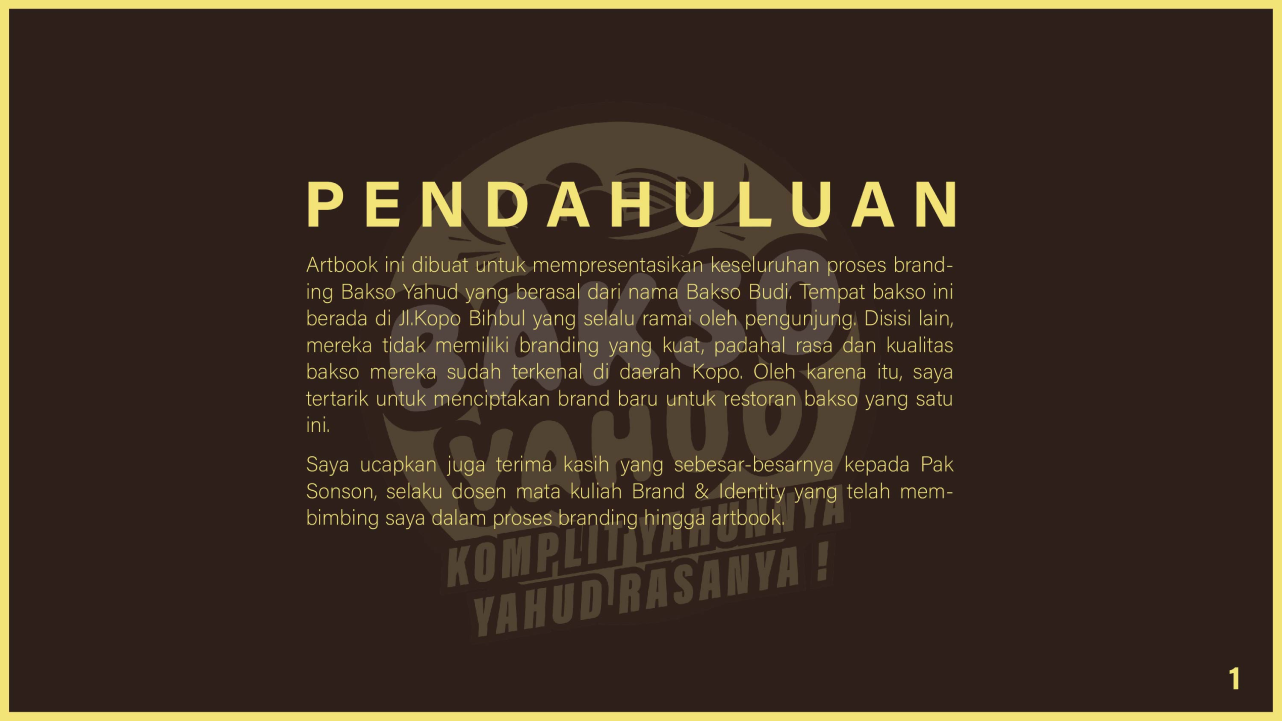 PENDAHULUAN
Artbook ini dibuat untuk mempresentasikan keseluruhan proses brand-
ing Bakso Yahud yang berasal dari nama Bakso Budi. Tempat bakso ini
berada di Jl.Kopo Bihbul yang selalu ramai oleh pengunjung. Disisi lain,
mereka tidak memiliki branding yang kuat, padahal rasa dan kualitas
bakso mereka sudah terkenal di daerah Kopo. Oleh karena itu, saya
tertarik untuk menciptakan brand baru untuk restoran bakso yang satu
ini.
Saya ucapkan juga terima kasih yang sebesar-besarnya kepada Pak
Sonson, selaku dosen mata kuliah Brand & Identity yang telah mem-
bimbing saya dalam proses branding hingga artbook.
BAKSO
YAHUD
KOMPLIT YAHUHNYA
YAHUD RASANYA !
1